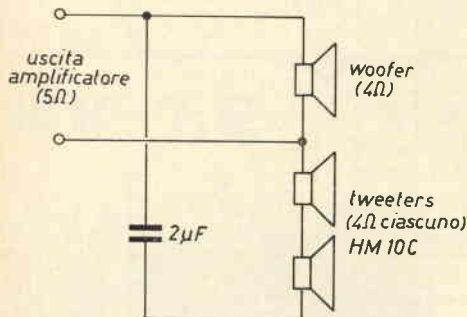 uscita
amplificatore
(5Ω)
woofer
(4Ω)
tweeters
(4Ω ciascuno)
HM 10C
2µF